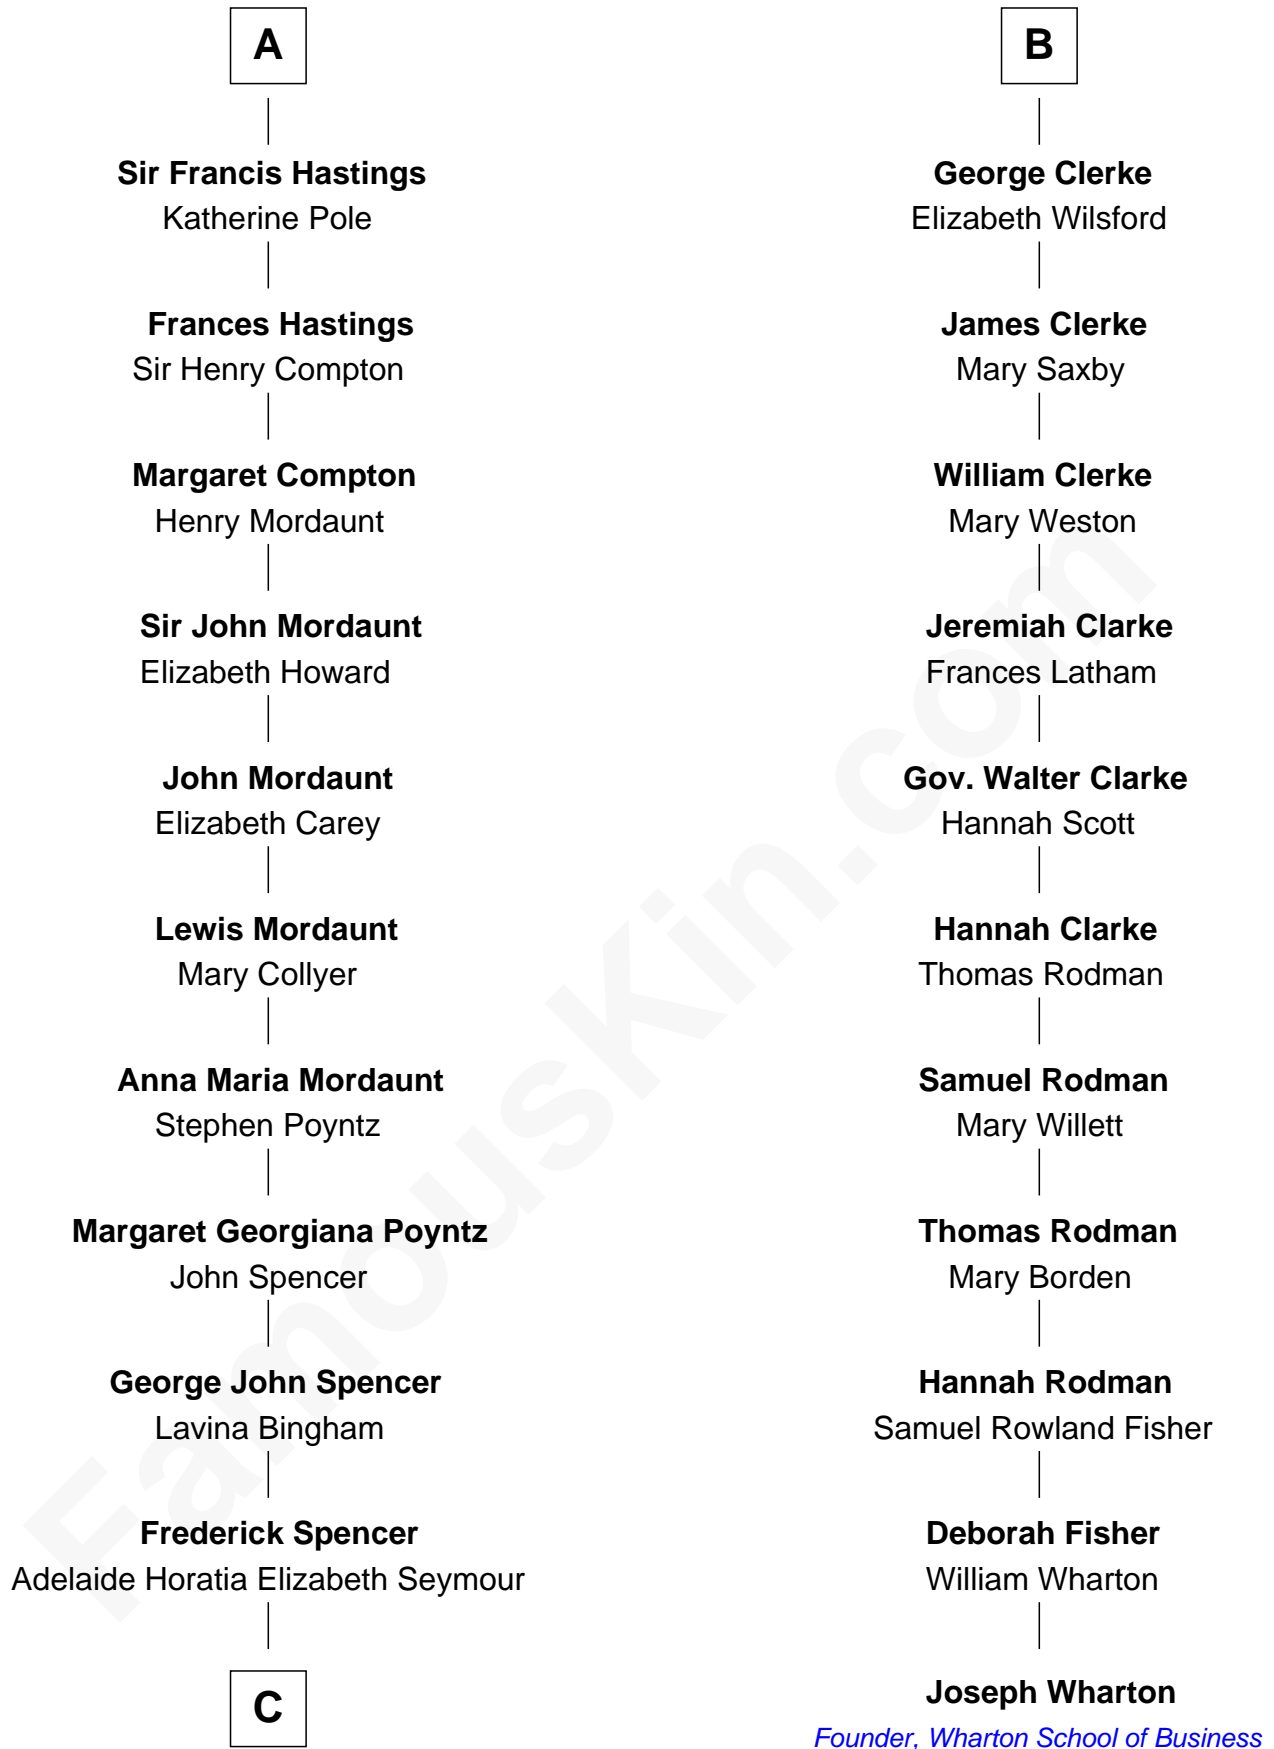 A
Sir Francis Hastings
Katherine Pole
Frances Hastings
Sir Henry Compton
Margaret Compton
Henry Mordaunt
Sir John Mordaunt
Elizabeth Howard
John Mordaunt
Elizabeth Carey
Lewis Mordaunt
Mary Collyer
Anna Maria Mordaunt
Stephen Poyntz
Margaret Georgiana Poyntz
John Spencer
George John Spencer
Lavina Bingham
Frederick Spencer
Adelaide Horatia Elizabeth Seymour
C
B
George Clerke
Elizabeth Wilsford
James Clerke
Mary Saxby
William Clerke
Mary Weston
Jeremiah Clarke
Frances Latham
Gov. Walter Clarke
Hannah Scott
Hannah Clarke
Thomas Rodman
Samuel Rodman
Mary Willett
Thomas Rodman
Mary Borden
Hannah Rodman
Samuel Rowland Fisher
Deborah Fisher
William Wharton
Joseph Wharton
Founder, Wharton School of Business
FamousKin.com